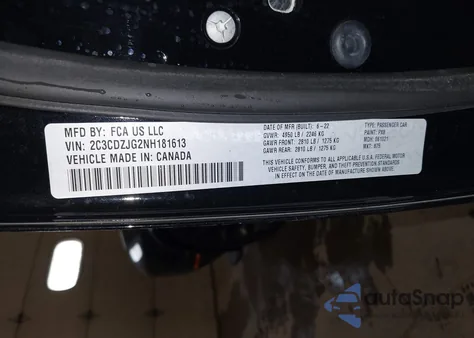 MFD BY: FCA US LLC
VIN: 2C3CDZJG2NH181613
VEHICLE MADE IN: CANADA
DATE OF MFR (BUILT): 6-22
GVWR: 4950 LB / 2246 KG
GAWR FRONT: 2810 LB / 1275 KG
GAWR REAR: 2810 LB / 1275 KG
TYPE: PASSENGER CAR
PAINT: PX8
MDH:
THIS VEHICLE CONFORMS TO ALL APPLICABLE U.S.A. FEDERAL MOTOR
VEHICLE SAFETY, BUMPER, AND THEFT PREVENTION STANDARDS
IN EFFECT ON THE DATE OF MANUFACTURE SHOWN ABOVE.
autoSnap